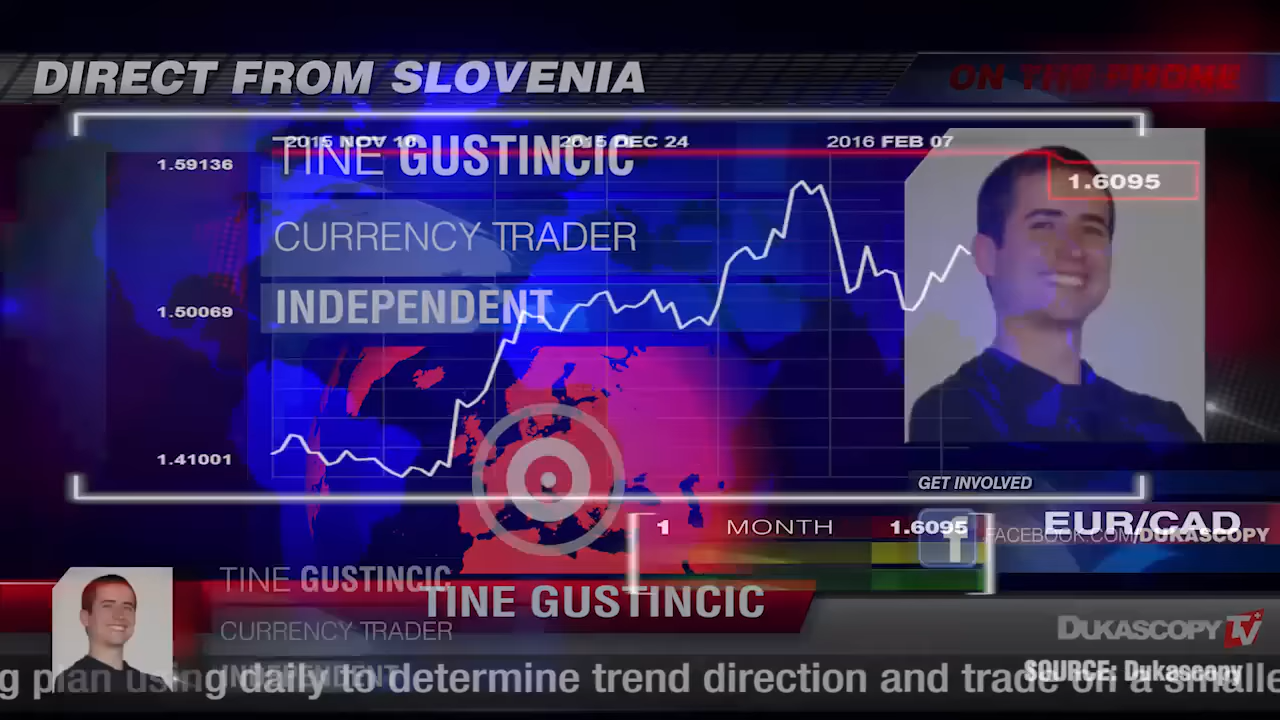 DIRECT FROM SLOVENIA
ON THE PHONE
2015 NOV 10
2015 DEC 24
2016 FEB 07
TINE GUSTINCIC
1.59136
1.6095
CURRENCY TRADER
INDEPENDENT
1.50069
1.41001
GET INVOLVED
1 MONTH 1.6095
EUR/CAD
FACEBOOK.COM/DUKASCOPY
TINE GUSTINCIC
TINE GUSTINCIC
CURRENCY TRADER
DUKASCOPY TV
INDEPENDENT
SOURCE: Dukascopy
g plan using daily to determine trend direction and trade on a smalle